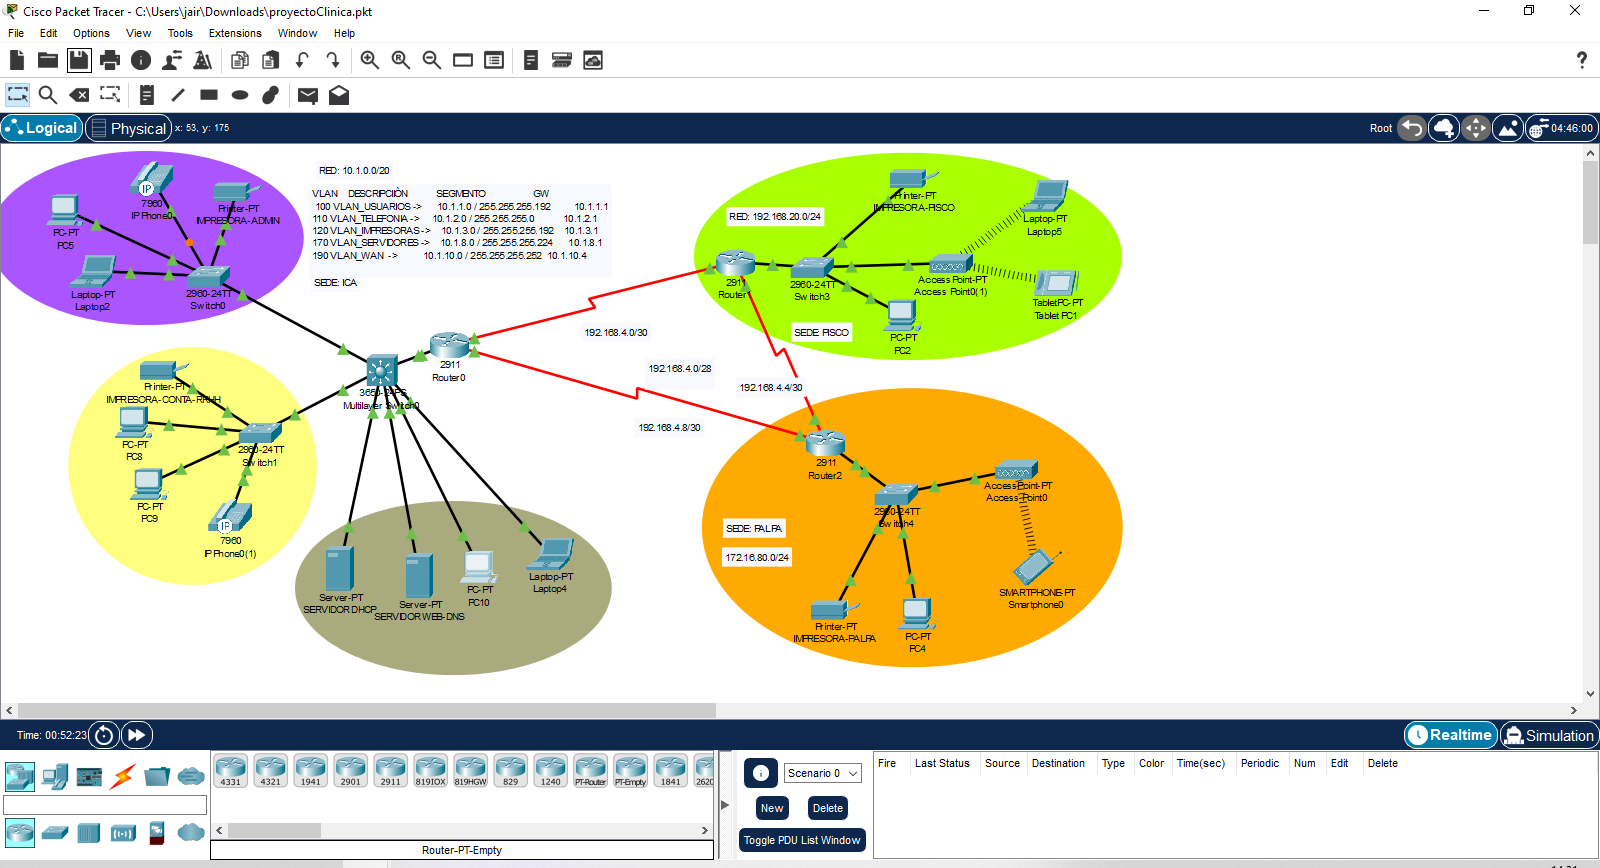 Cisco Packet Tracer - C:\Users\jair\Downloads\proyectoClinica.pkt
File Edit Options View Tools Extensions Window Help
Logical Physical x: 53, y: 175 Root 04:46:00
RED: 10.1.0.0/20
VLAN DESCRIPCIÒN SEGMENTO GW
100 VLAN_USUARIOS -> 10.1.1.0 / 255.255.255.192 10.1.1.1
110 VLAN_TELEFONIA -> 10.1.2.0 / 255.255.255.0 10.1.2.1
120 VLAN_IMPRESORAS -> 10.1.3.0 / 255.255.255.192 10.1.3.1
170 VLAN_SERVIDORES -> 10.1.8.0 / 255.255.255.224 10.1.8.1
190 VLAN_WAN -> 10.1.10.0 / 255.255.255.252 10.1.10.4
SEDE: ICA
IP
7960
IP Phone0
Printer-PT
IMPRESORA-ADMIN
PC-PT
PC5
Laptop-PT
Laptop2
2960-24TT
Switch0
Printer-PT
IMPRESORA-CONTA-RRHH
PC-PT
PC8
2960-24TT
Switch1
PC-PT
PC9
IP
7960
IP Phone0(1)
3650-24PS
Multilayer Switch0
2911
Router0
Server-PT
SERVIDOR DHCP
Server-PT
SERVIDOR WEB-DNS
PC-PT
PC10
Laptop-PT
Laptop4
192.168.4.0/30
192.168.4.0/28
192.168.4.4/30
192.168.4.8/30
RED: 192.168.20.0/24
Printer-PT
IMPRESORA-PISCO
Laptop-PT
Laptop5
2911
2960-24TT
Switch3
Access Point-PT
Access Point0(1)
TabletPC-PT
Tablet PC1
SEDE: PISCO
PC-PT
PC2
2911
Router2
2960-24TT
Switch4
Access Point-PT
Access Point0
SEDE: PALPA
172.16.80.0/24
SMARTPHONE-PT
Smartphone0
Printer-PT
IMPRESORA-PALPA
PC-PT
PC4
Time: 00:52:23 Realtime Simulation
4331 4321 1941 2901 2911 819IOX 819HGW 829 1240 PT-Router PT-Empty 1841
Router-PT-Empty
Scenario 0
New Delete
Toggle PDU List Window
Fire Last Status Source Destination Type Color Time(sec) Periodic Num Edit Delete